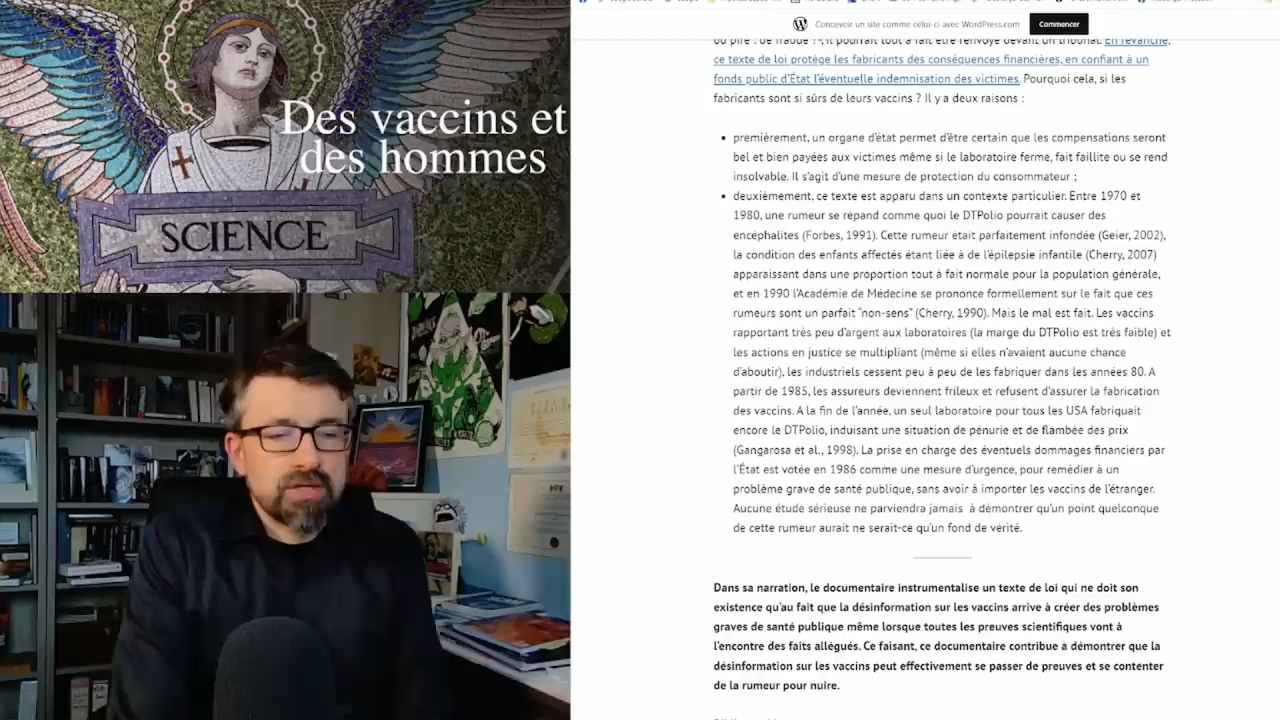 Des vaccins et
des hommes
SCIENCE
Concevoir un site comme celui-ci avec WordPress.com
Commencer
ou pire : de fraude ? -, il pourrait tout à fait être renvoyé devant un tribunal. En revanche,
ce texte de loi protège les fabricants des conséquences financières, en confiant à un
fonds public d'État l'éventuelle indemnisation des victimes. Pourquoi cela, si les
fabricants sont si sûrs de leurs vaccins ? Il y a deux raisons :
premièrement, un organe d'état permet d'être certain que les compensations seront
bel et bien payées aux victimes même si le laboratoire ferme, fait faillite ou se rend
insolvable. Il s'agit d'une mesure de protection du consommateur ;
deuxièmement, ce texte est apparu dans un contexte particulier. Entre 1970 et
1980, une rumeur se répand comme quoi le DTPolio pourrait causer des
encéphalites (Forbes, 1991). Cette rumeur était parfaitement infondée (Geier, 2002),
la condition des enfants affectés étant liée à de l'épilepsie infantile (Cherry, 2007)
apparaissant dans une proportion tout à fait normale pour la population générale,
et en 1990 l'Académie de Médecine se prononce formellement sur le fait que ces
rumeurs sont un parfait "non-sens" (Cherry, 1990). Mais le mal est fait. Les vaccins
rapportant très peu d'argent aux laboratoires (la marge du DTPolio est très faible) et
les actions en justice se multipliant (même si elles n'avaient aucune chance
d'aboutir), les industriels cessent peu à peu de les fabriquer dans les années 80. A
partir de 1985, les assureurs deviennent frileux et refusent d'assurer la fabrication
des vaccins. A la fin de l'année, un seul laboratoire pour tous les USA fabriquait
encore le DTPolio, induisant une situation de pénurie et de flambée des prix
(Gangarosa et al., 1998). La prise en charge des éventuels dommages financiers par
l'État est votée en 1986 comme une mesure d'urgence, pour remédier à un
problème grave de santé publique, sans avoir à importer les vaccins de l'étranger.
Aucune étude sérieuse ne parviendra jamais à démontrer qu'un point quelconque
de cette rumeur aurait ne serait-ce qu'un fond de vérité.
Dans sa narration, le documentaire instrumentalise un texte de loi qui ne doit son
existence qu'au fait que la désinformation sur les vaccins arrive à créer des problèmes
graves de santé publique même lorsque toutes les preuves scientifiques vont à
l'encontre des faits allégués. Ce faisant, ce documentaire contribue à démontrer que la
désinformation sur les vaccins peut effectivement se passer de preuves et se contenter
de la rumeur pour nuire.